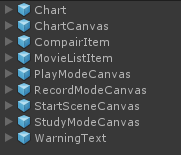 Chart
ChartCanvas
CompairItem
MovieListItem
PlayModeCanvas
RecordModeCanvas
StartSceneCanvas
StudyModeCanvas
WarningText